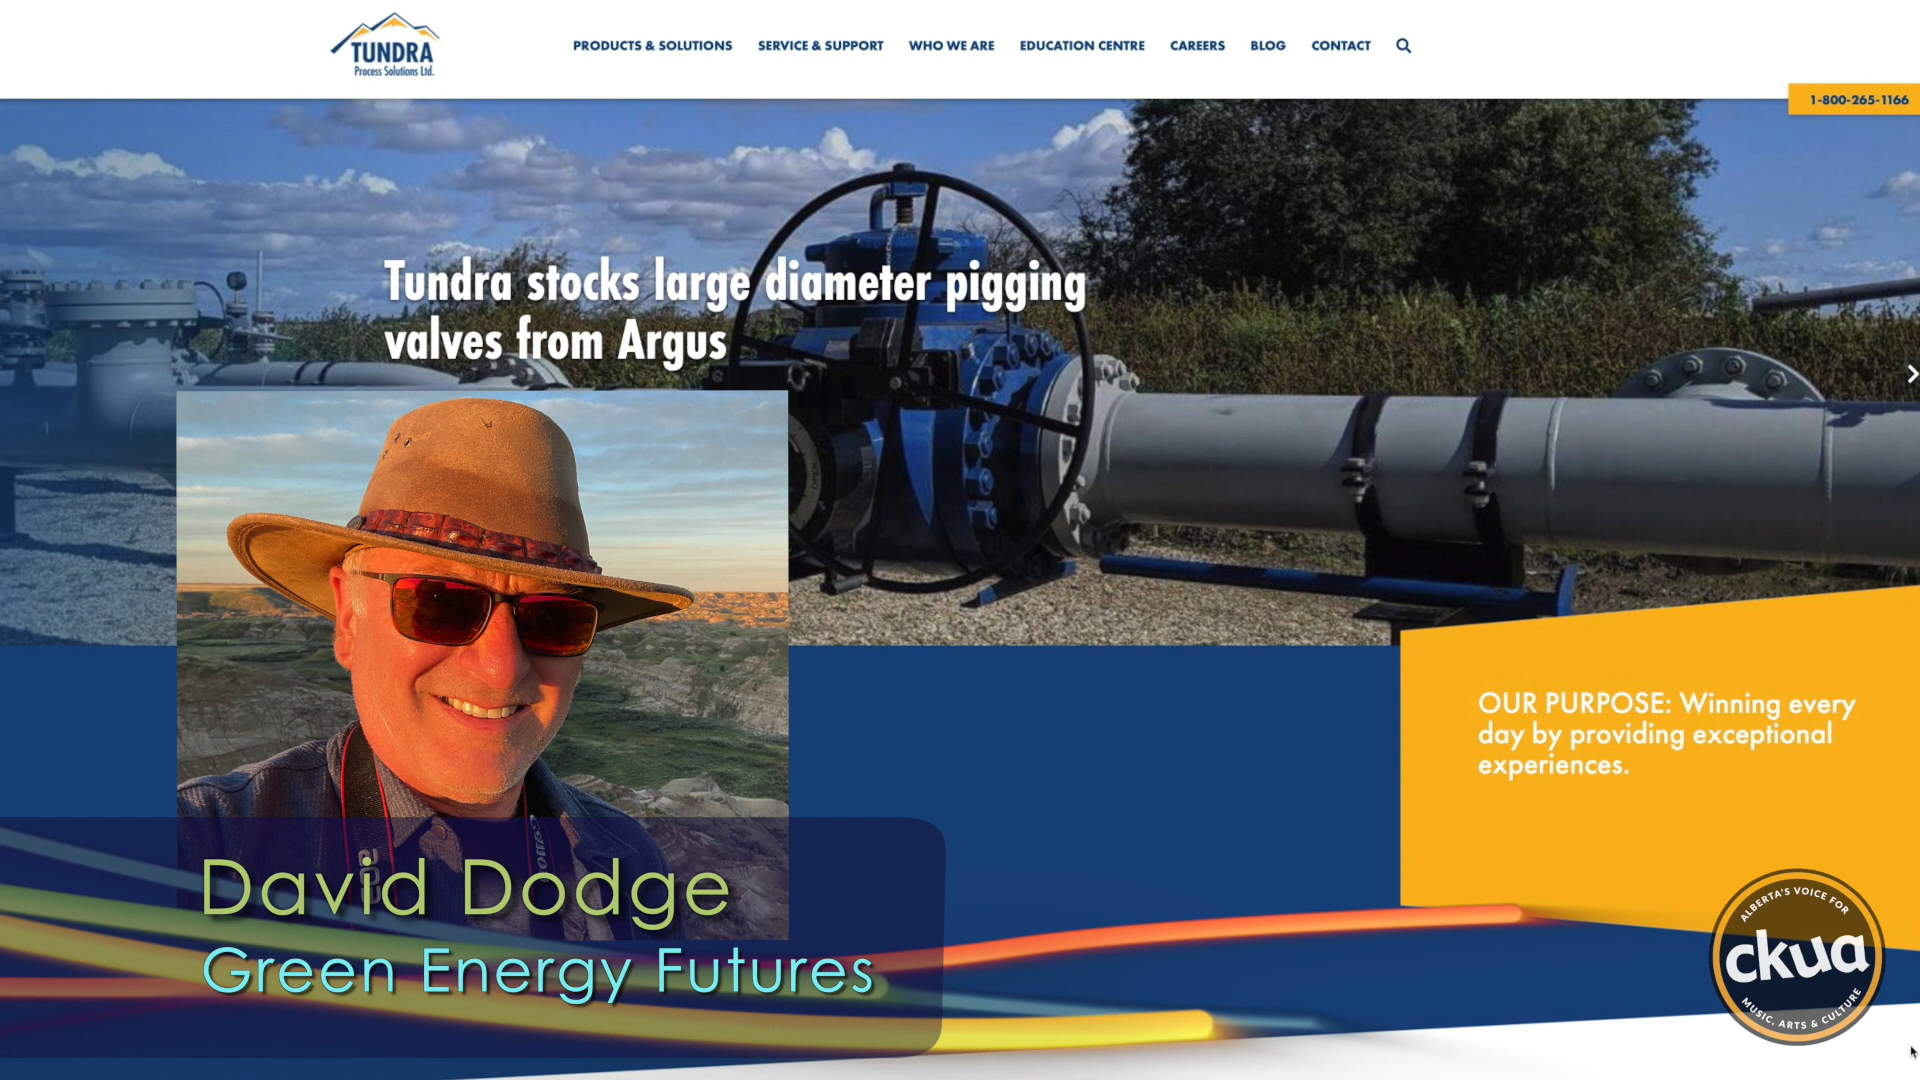 TUNDRA
Process Solutions Ltd.
PRODUCTS & SOLUTIONS
SERVICE & SUPPORT
WHO WE ARE
EDUCATION CENTRE
CAREERS
BLOG
CONTACT
1-800-265-1166
Tundra stocks large diameter pigging
valves from Argus
OUR PURPOSE: Winning every
day by providing exceptional
experiences.
David Dodge
Green Energy Futures
ALBERTA'S VOICE FOR
ckua
MUSIC, ARTS & CULTURE